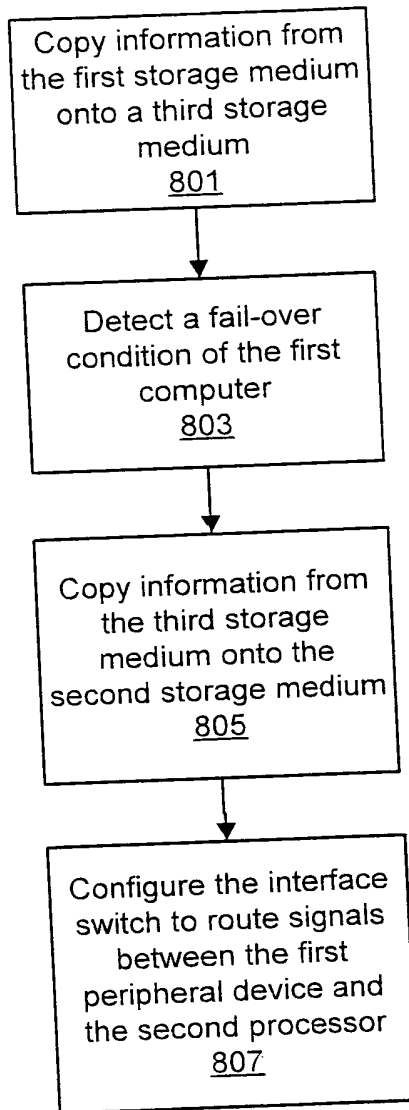 Copy information from
the first storage medium
onto a third storage
medium
801
Detect a fail-over
condition of the first
computer
803
Copy information from
the third storage
medium onto the
second storage medium
805
Configure the interface
switch to route signals
between the first
peripheral device and
the second processor
807